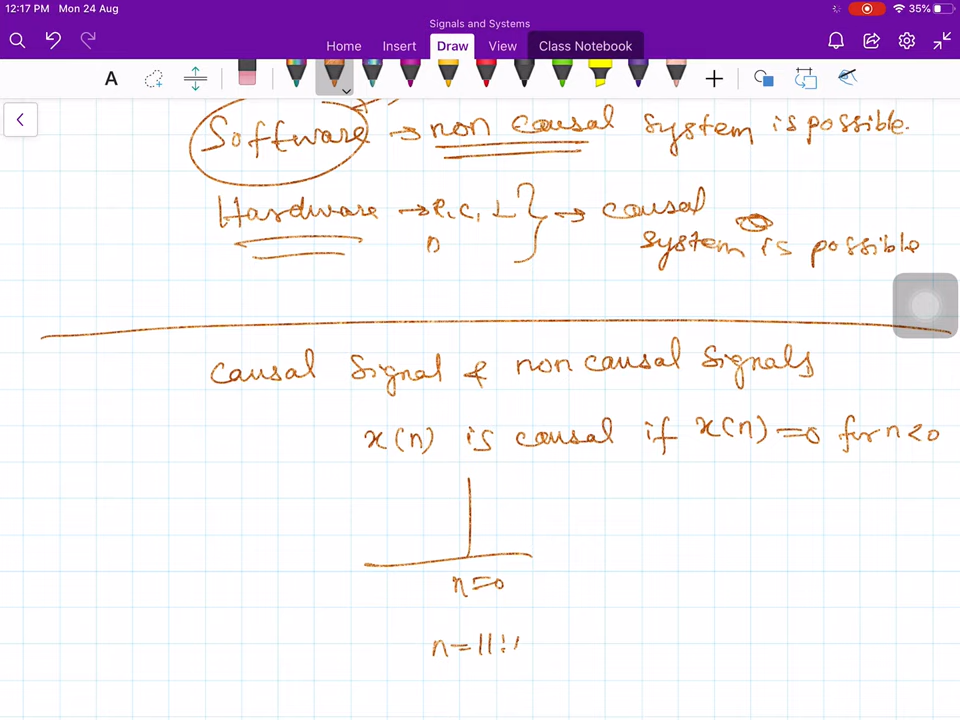 12:17 PM Mon 24 Aug
35%
Signals and Systems
Home Insert Draw View Class Notebook
A
Software → non causal system is possible.
Hardware → R, C, L } → causal
D
system is possible
causal signal & non causal signals
x(n) is causal if x(n) = 0 for n < 0
n=0
n=11: